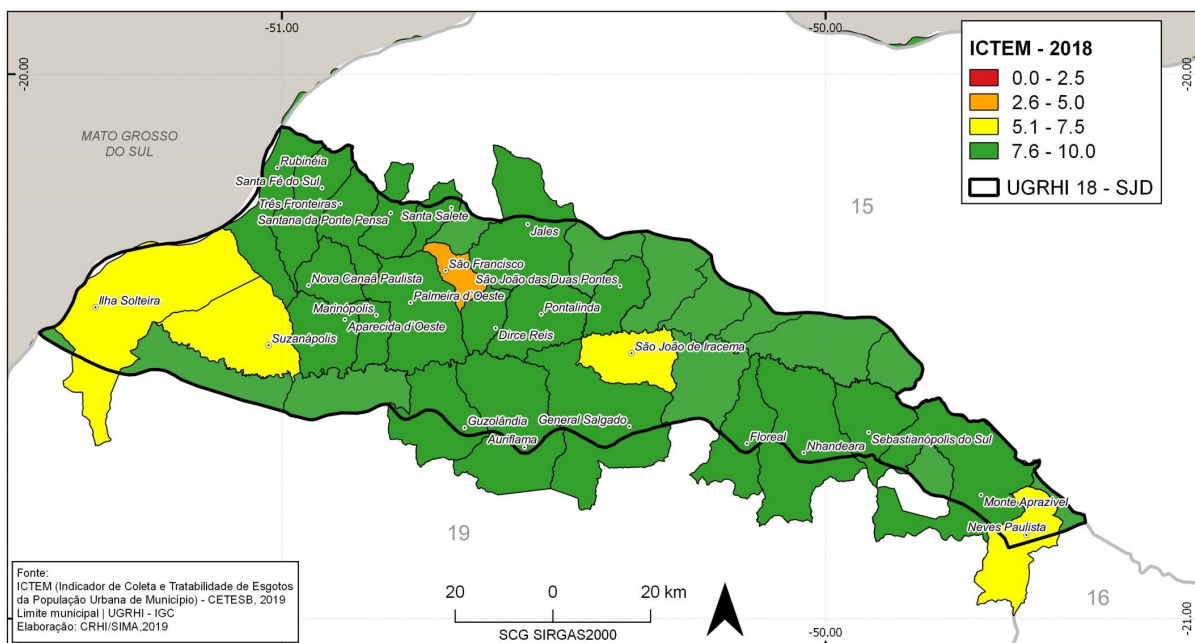 -51.00
-50.00
-20.00
-20.00
ICTEM - 2018
0.0 - 2.5
2.6 - 5.0
5.1 - 7.5
7.6 - 10.0
UGRHI 18 - SJD
MATO GROSSO
DO SUL
15
Rubinéia
Santa Fé do Sul
Três Fronteiras
Santana da Ponte Pensa
Santa Salete
Jales
São Francisco
São João das Duas Pontes
Nova Canaã Paulista
Palmeira d'Oeste
Ilha Solteira
Marinópolis
Pontalinda
Aparecida d'Oeste
Dirce Reis
Suzanápolis
São João de Iracema
Guzolândia
General Salgado
Auriflama
Floreal
Nhandeara
Sebastianópolis do Sul
Monte Aprazível
Neves Paulista
19
16
Fonte:
ICTEM (Indicador de Coleta e Tratabilidade de Esgotos
da População Urbana de Município) - CETESB, 2019
Limite municipal | UGRHI - IGC
Elaboração: CRHI/SIMA,2019
20 0 20 km
SCG SIRGAS2000
-50.00
-21.00